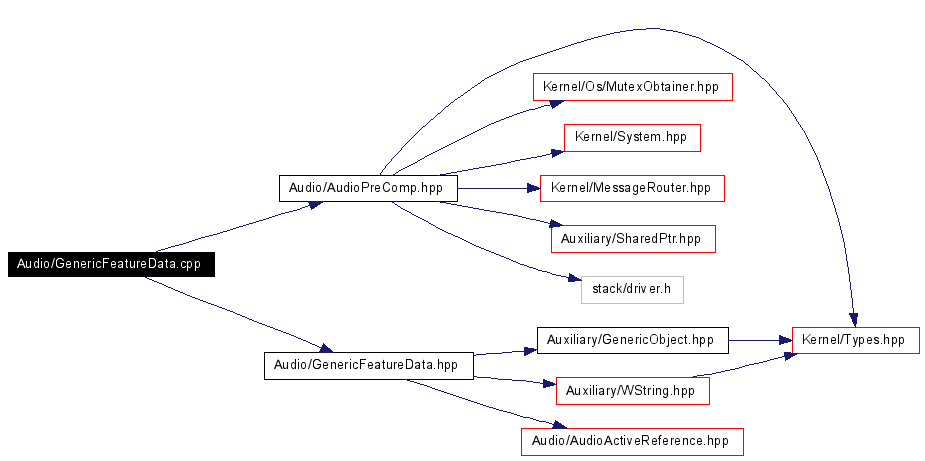 Kernel/Os/MutexObtainer.hpp
Kernel/System.hpp
Audio/AudioPreComp.hpp
Kernel/MessageRouter.hpp
Auxiliary/SharedPtr.hpp
Audio/GenericFeatureData.cpp
stack/driver.h
Auxiliary/GenericObject.hpp
Kernel/Types.hpp
Audio/GenericFeatureData.hpp
Auxiliary/WString.hpp
Audio/AudioActiveReference.hpp